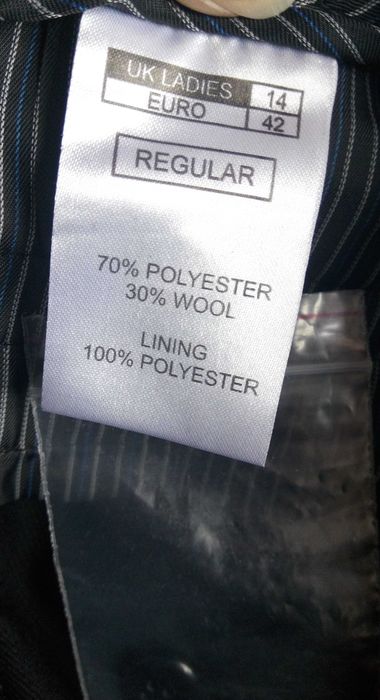 UK LADIES 14
EURO 42
REGULAR
70% POLYESTER
30% WOOL
LINING
100% POLYESTER